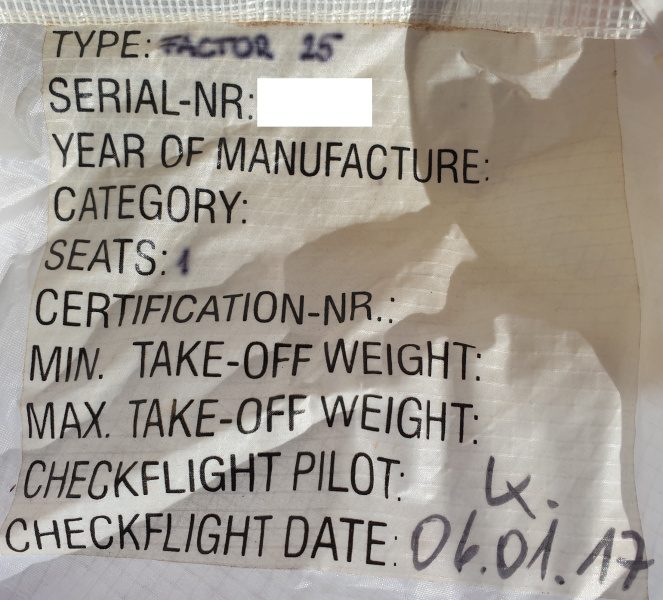 TYPE: FACTOR 25
SERIAL-NR:
YEAR OF MANUFACTURE:
CATEGORY:
SEATS: 1
CERTIFICATION-NR.:
MIN. TAKE-OFF WEIGHT:
MAX. TAKE-OFF WEIGHT:
CHECKFLIGHT PILOT:
CHECKFLIGHT DATE: 06.01.17